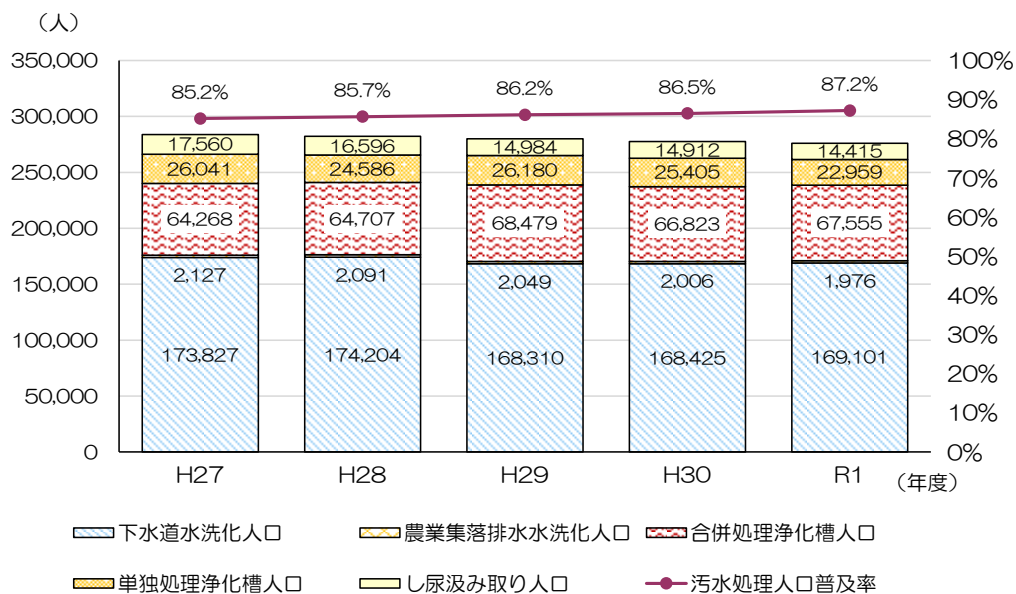 （人）
350,000
300,000
250,000
200,000
150,000
100,000
50,000
0
100%
90%
80%
70%
60%
50%
40%
30%
20%
10%
0%
85.2% 85.7% 86.2% 86.5% 87.2%
17,560 16,596 14,984 14,912 14,415
26,041 24,586 26,180 25,405 22,959
64,268 64,707 68,479 66,823 67,555
2,127 2,091 2,049 2,006 1,976
173,827 174,204 168,310 168,425 169,101
H27 H28 H29 H30 R1
（年度）
下水道水洗化人口 農業集落排水水洗化人口 合併処理浄化槽人口
単独処理浄化槽人口 し尿汲み取り人口 汚水処理人口普及率